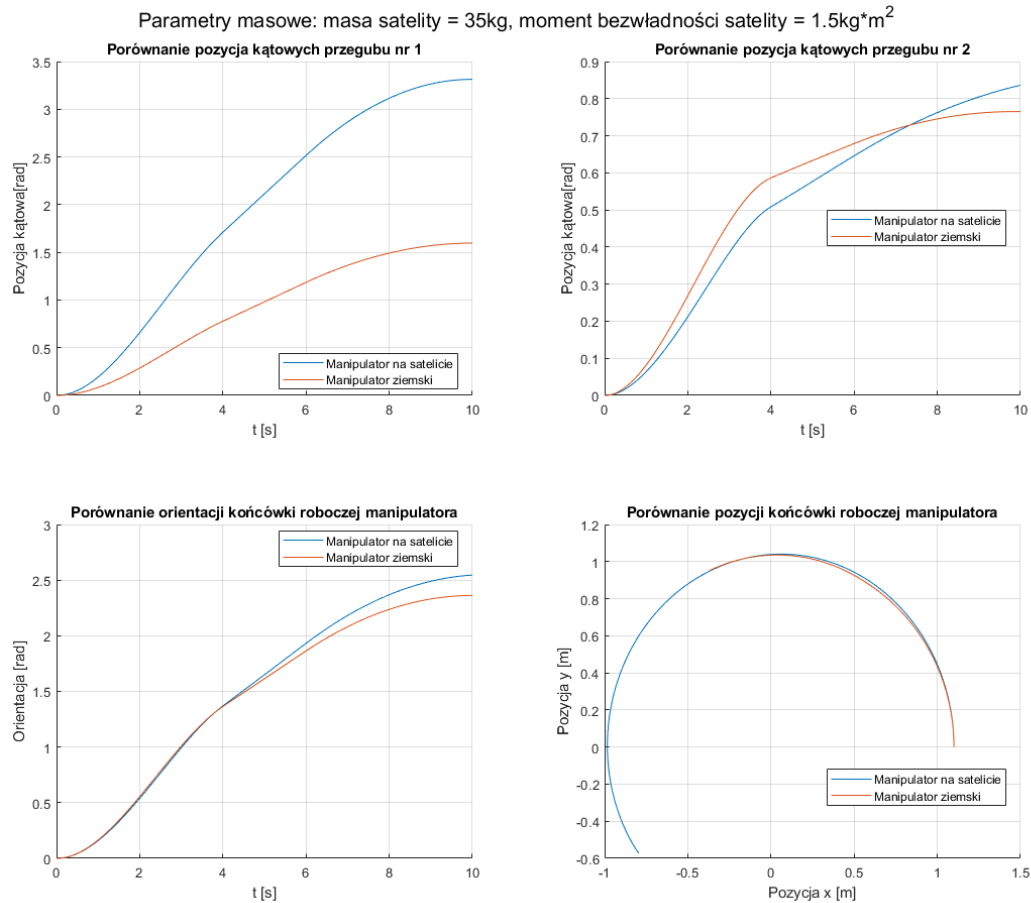 Parametry masowe: masa satelity = 35kg, moment bezwładności satelity = 1.5kg*m²
Porównanie pozycja kątowych przegubu nr 1
Pozycja kątowa[rad]
3.5
3
2.5
2
1.5
1
0.5
0
0 2 4 6 8 10
t [s]
Manipulator na satelicie
Manipulator ziemski
Porównanie pozycja kątowych przegubu nr 2
Pozycja kątowa[rad]
0.9
0.8
0.7
0.6
0.5
0.4
0.3
0.2
0.1
0
0 2 4 6 8 10
t [s]
Manipulator na satelicie
Manipulator ziemski
Porównanie orientacji końcówki roboczej manipulatora
Orientacja [rad]
3
2.5
2
1.5
1
0.5
0
0 2 4 6 8 10
t [s]
Manipulator na satelicie
Manipulator ziemski
Porównanie pozycji końcówki roboczej manipulatora
Pozycja y [m]
1.2
1
0.8
0.6
0.4
0.2
0
-0.2
-0.4
-0.6
-1 -0.5 0 0.5 1 1.5
Pozycja x [m]
Manipulator na satelicie
Manipulator ziemski